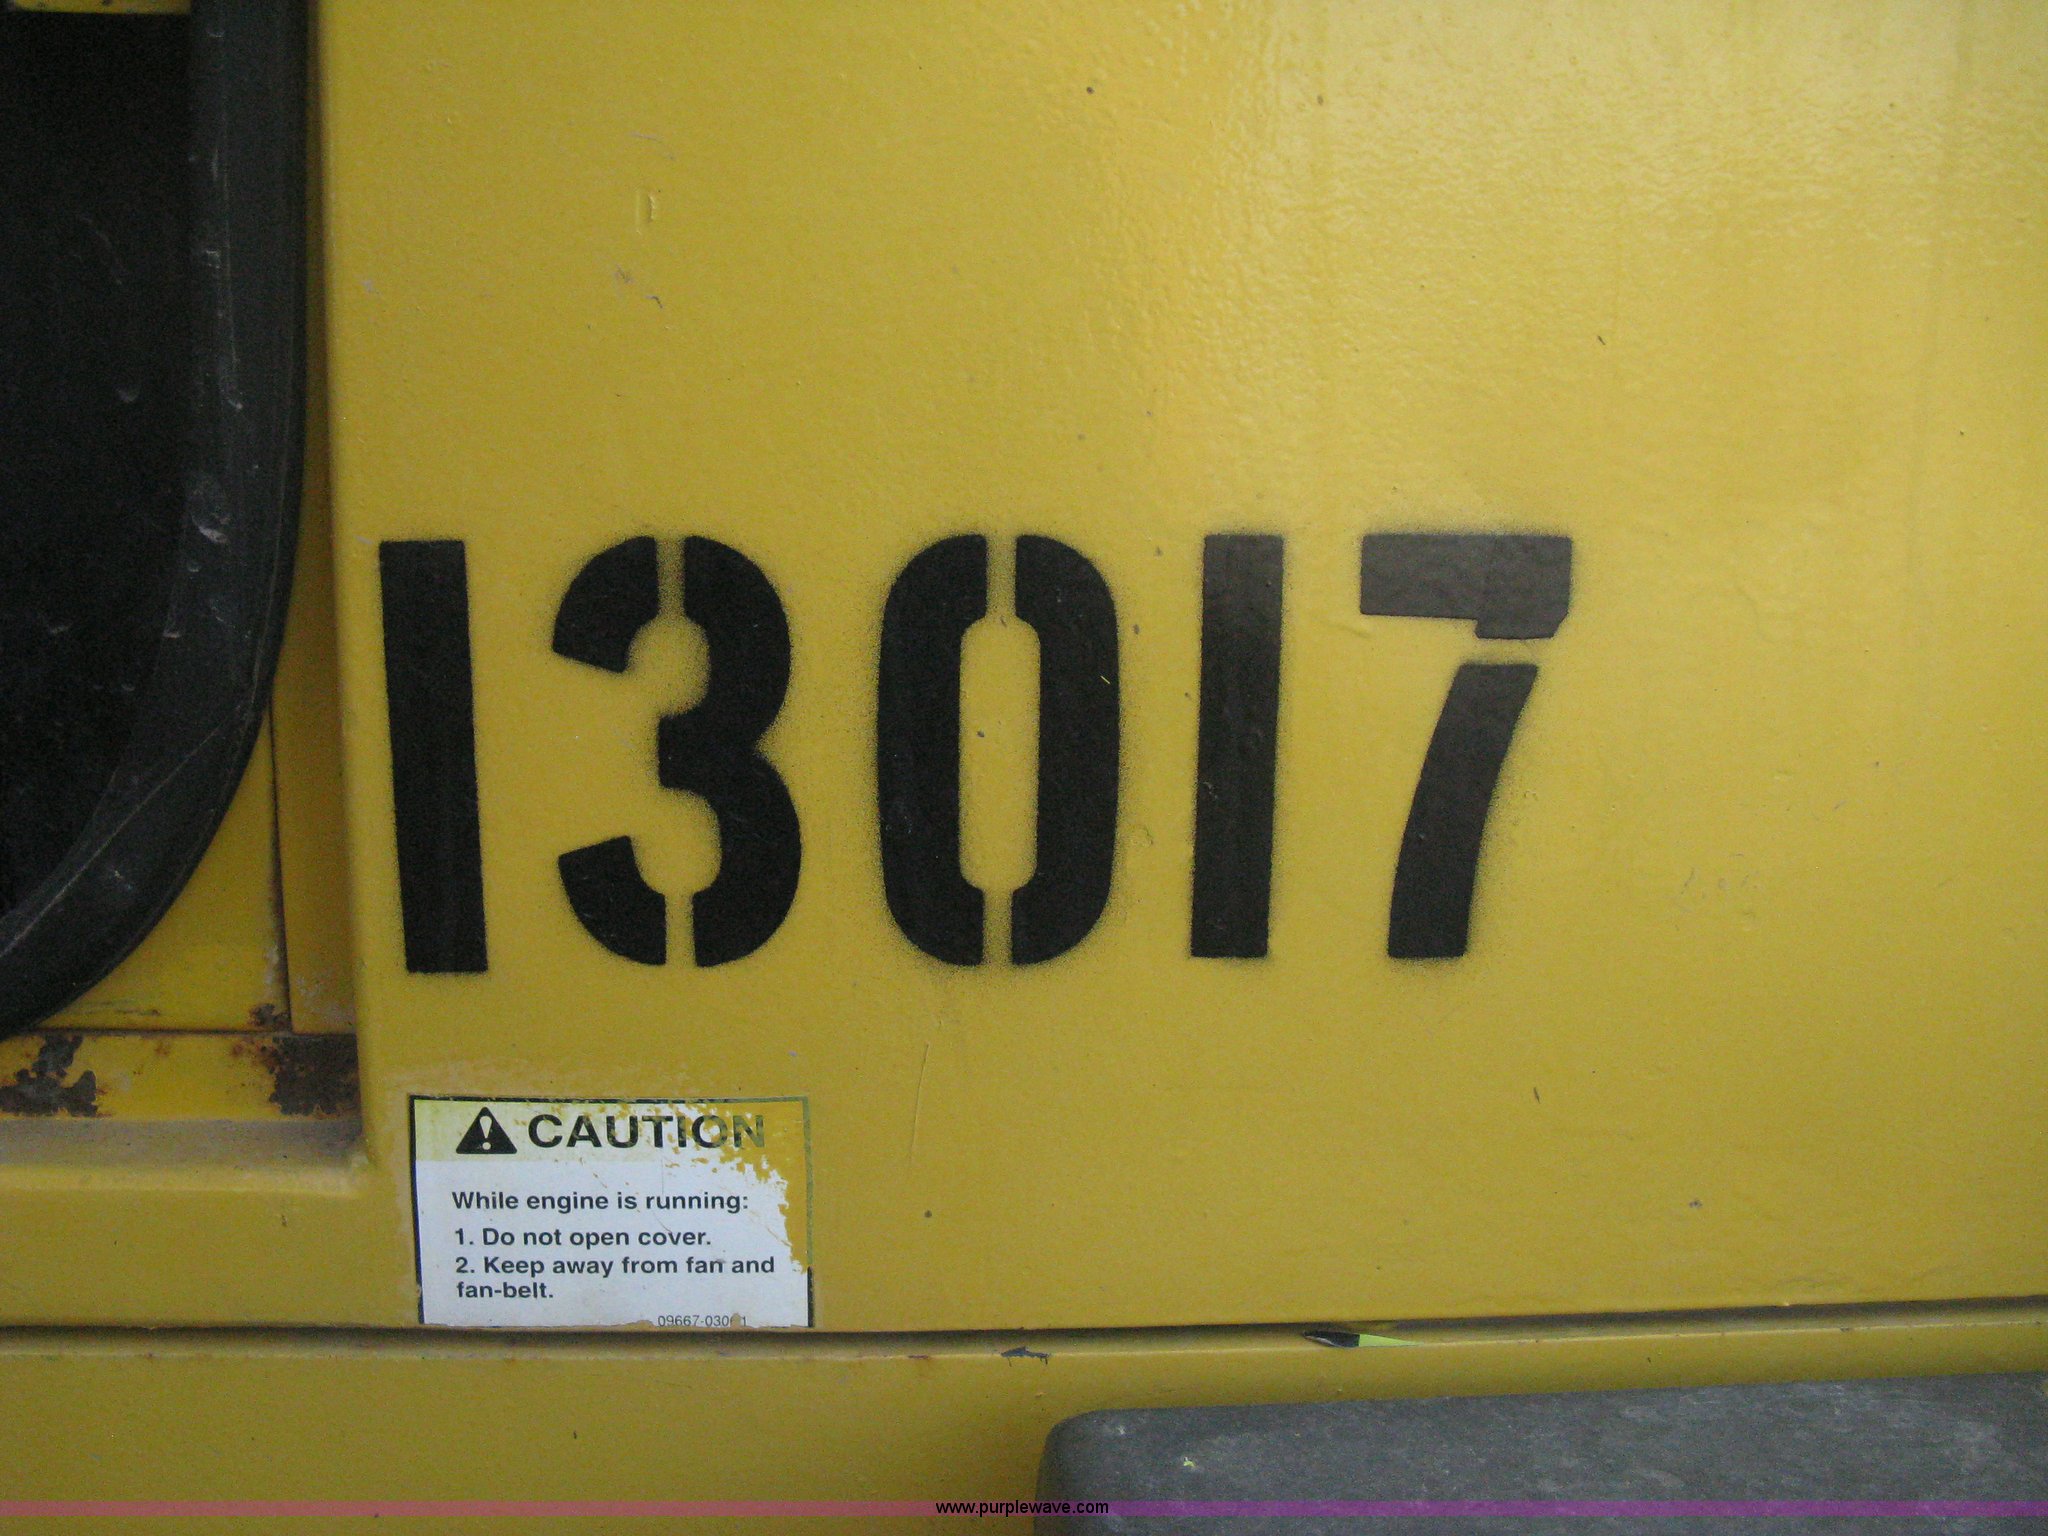 13017
CAUTION
While engine is running:
1. Do not open cover.
2. Keep away from fan and
fan-belt.
www.purplewave.com